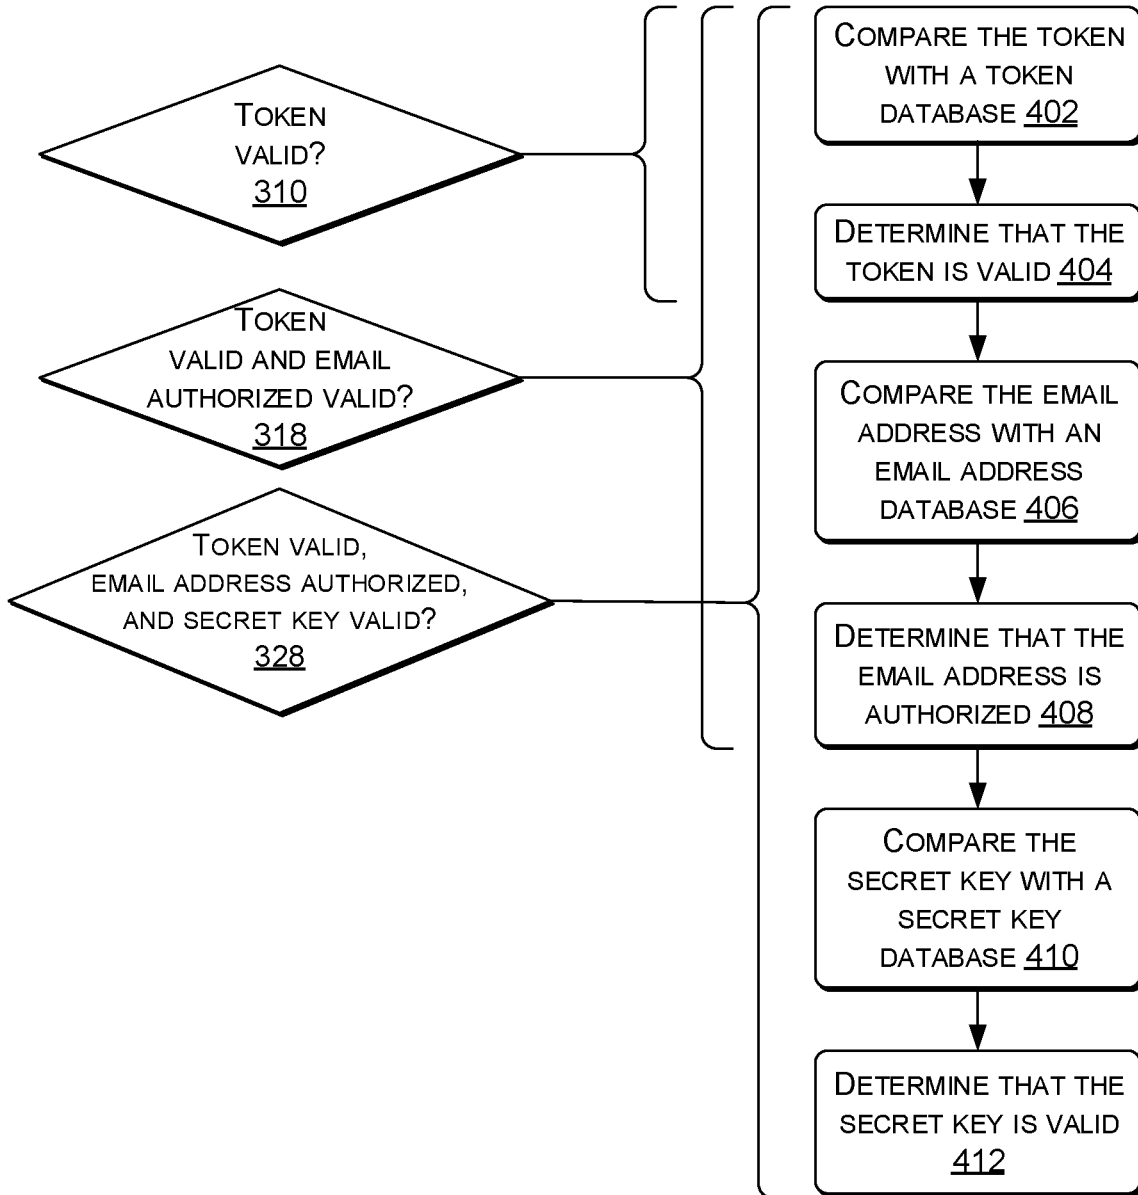 TOKEN
VALID?
310
TOKEN
VALID AND EMAIL
AUTHORIZED VALID?
318
TOKEN VALID,
EMAIL ADDRESS AUTHORIZED,
AND SECRET KEY VALID?
328
COMPARE THE TOKEN
WITH A TOKEN
DATABASE 402
DETERMINE THAT THE
TOKEN IS VALID 404
COMPARE THE EMAIL
ADDRESS WITH AN
EMAIL ADDRESS
DATABASE 406
DETERMINE THAT THE
EMAIL ADDRESS IS
AUTHORIZED 408
COMPARE THE
SECRET KEY WITH A
SECRET KEY
DATABASE 410
DETERMINE THAT THE
SECRET KEY IS VALID
412